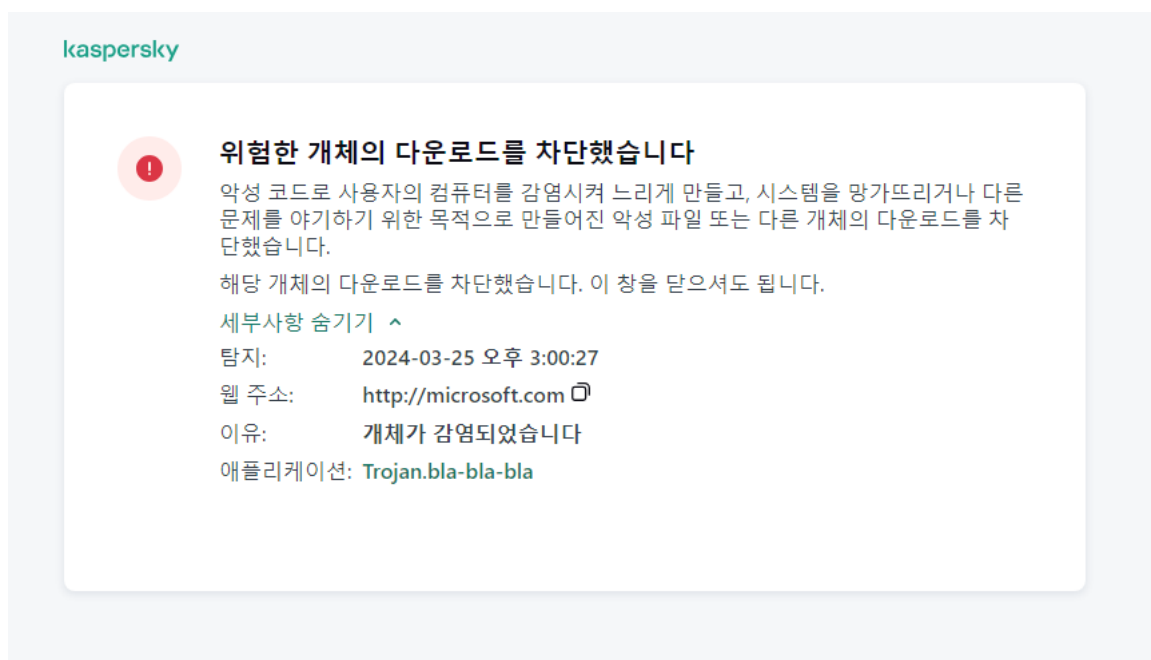 kaspersky
위험한 개체의 다운로드를 차단했습니다
악성 코드로 사용자의 컴퓨터를 감염시켜 느리게 만들고, 시스템을 망가뜨리거나 다른
문제를 야기하기 위한 목적으로 만들어진 악성 파일 또는 다른 개체의 다운로드를 차
단했습니다.
해당 개체의 다운로드를 차단했습니다. 이 창을 닫으셔도 됩니다.
세부사항 숨기기
탐지: 2024-03-25 오후 3:00:27
웹 주소: http://microsoft.com
이유: 개체가 감염되었습니다
애플리케이션: Trojan.bla-bla-bla